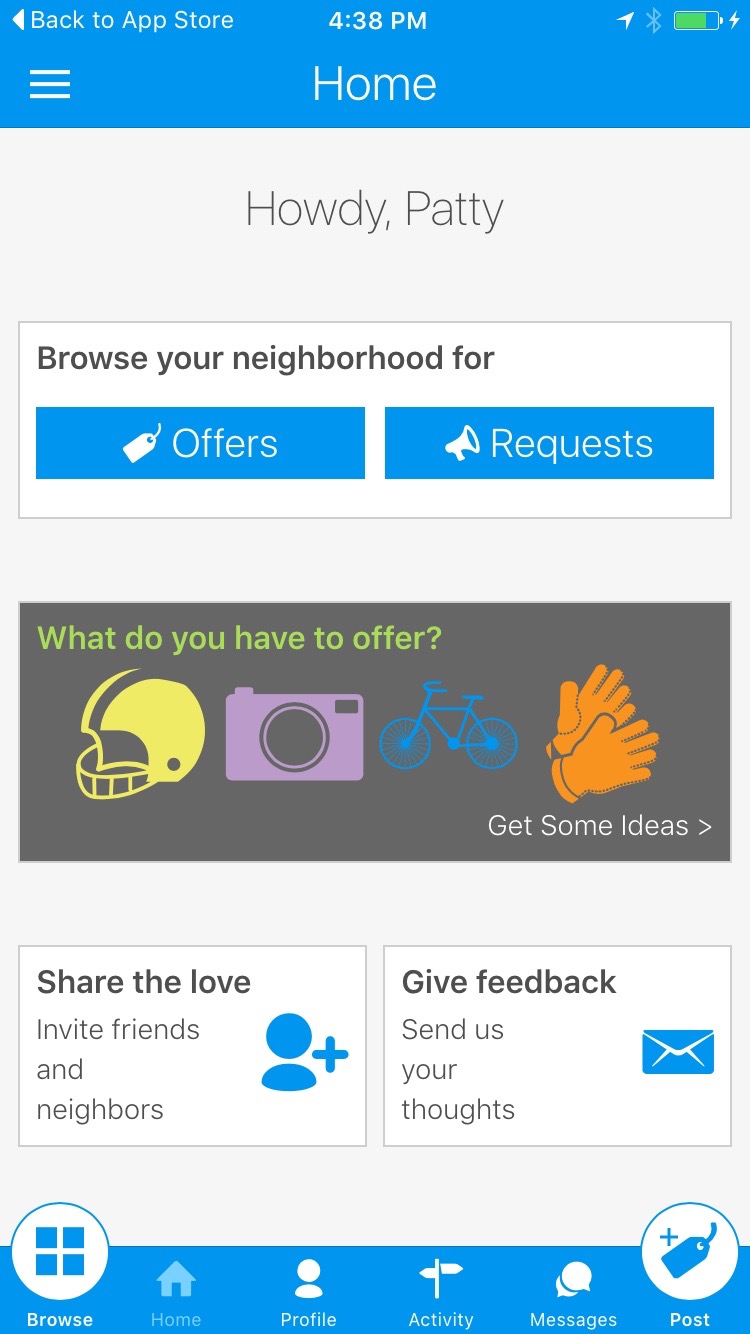 Back to App Store
4:38 PM
Home
Howdy, Patty
Browse your neighborhood for
Offers
Requests
What do you have to offer?
Get Some Ideas >
Share the love
Invite friends
and
neighbors
Give feedback
Send us
your
thoughts
Browse
Home
Profile
Activity
Messages
Post